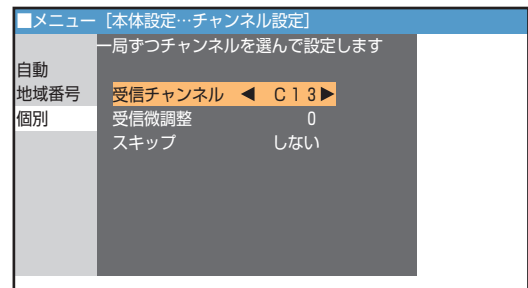 ■メニュー [本体設定…チャンネル設定]
一局ずつチャンネルを選んで設定します
自動
地域番号
個別
受信チャンネル ◀ C13▶
受信微調整 0
スキップ しない